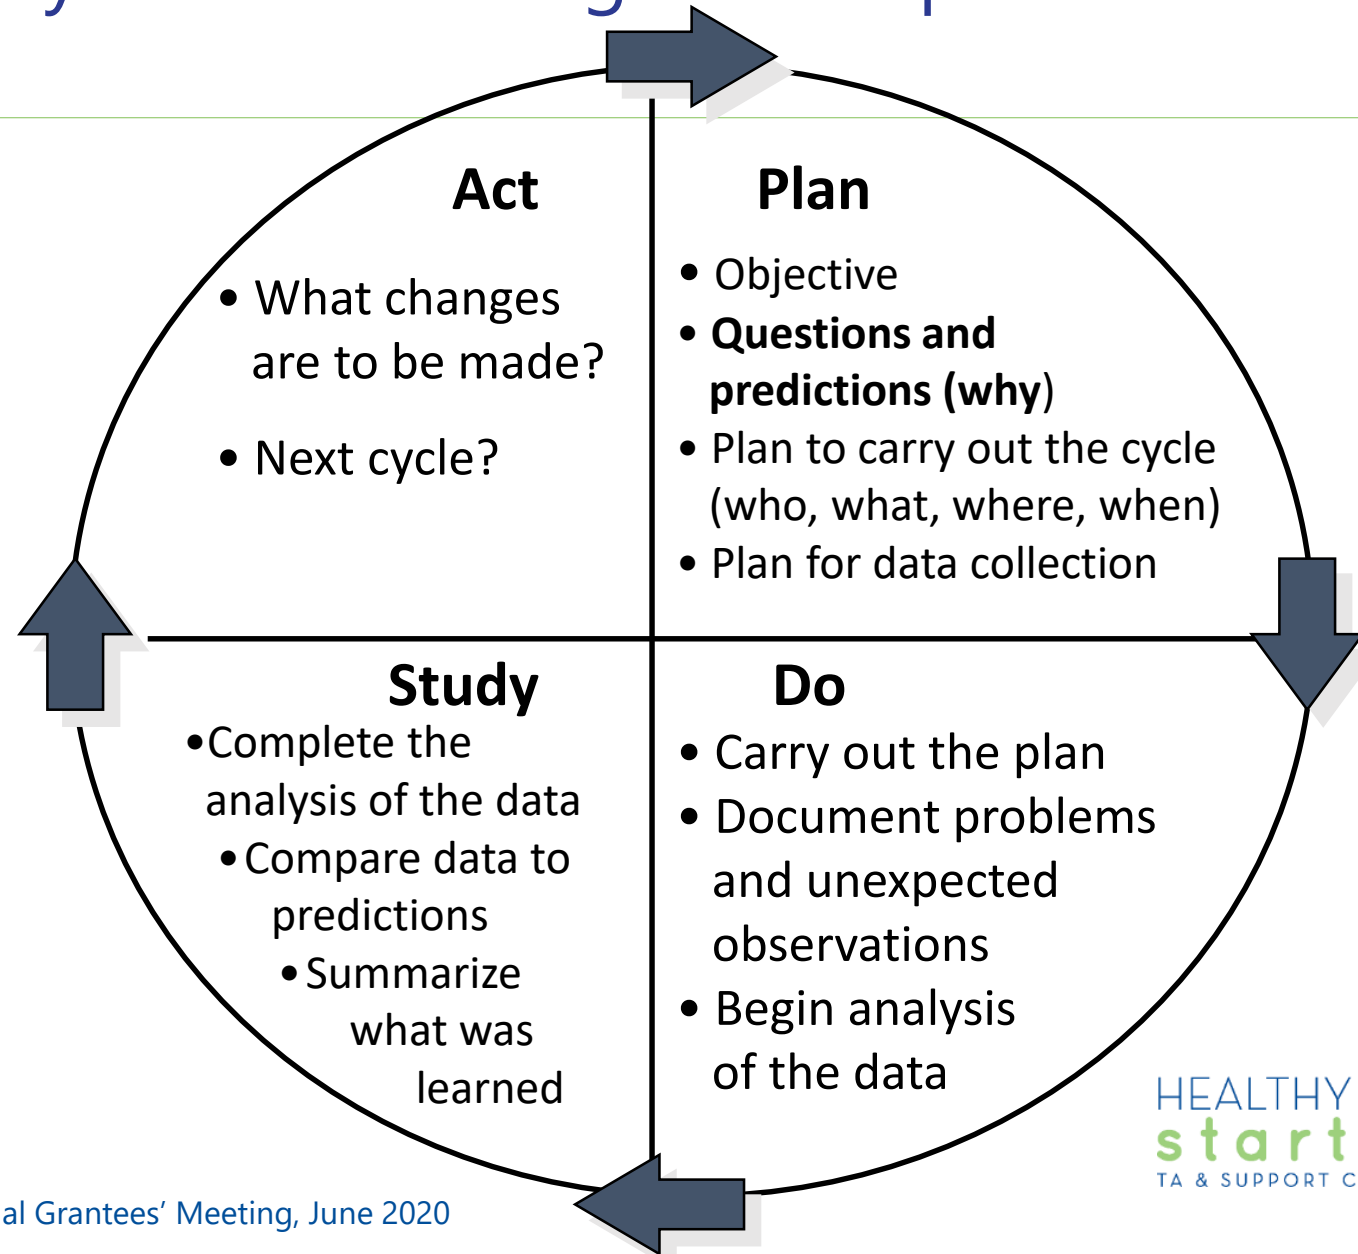 Act
• What changes
are to be made?
• Next cycle?
Plan
• Objective
• Questions and
predictions (why)
• Plan to carry out the cycle
(who, what, where, when)
• Plan for data collection
Study
•Complete the
analysis of the data
•Compare data to
predictions
•Summarize
what was
learned
Do
• Carry out the plan
• Document problems
and unexpected
observations
• Begin analysis
of the data
HEALTHY
start
TA & SUPPORT C
al Grantees’ Meeting, June 2020